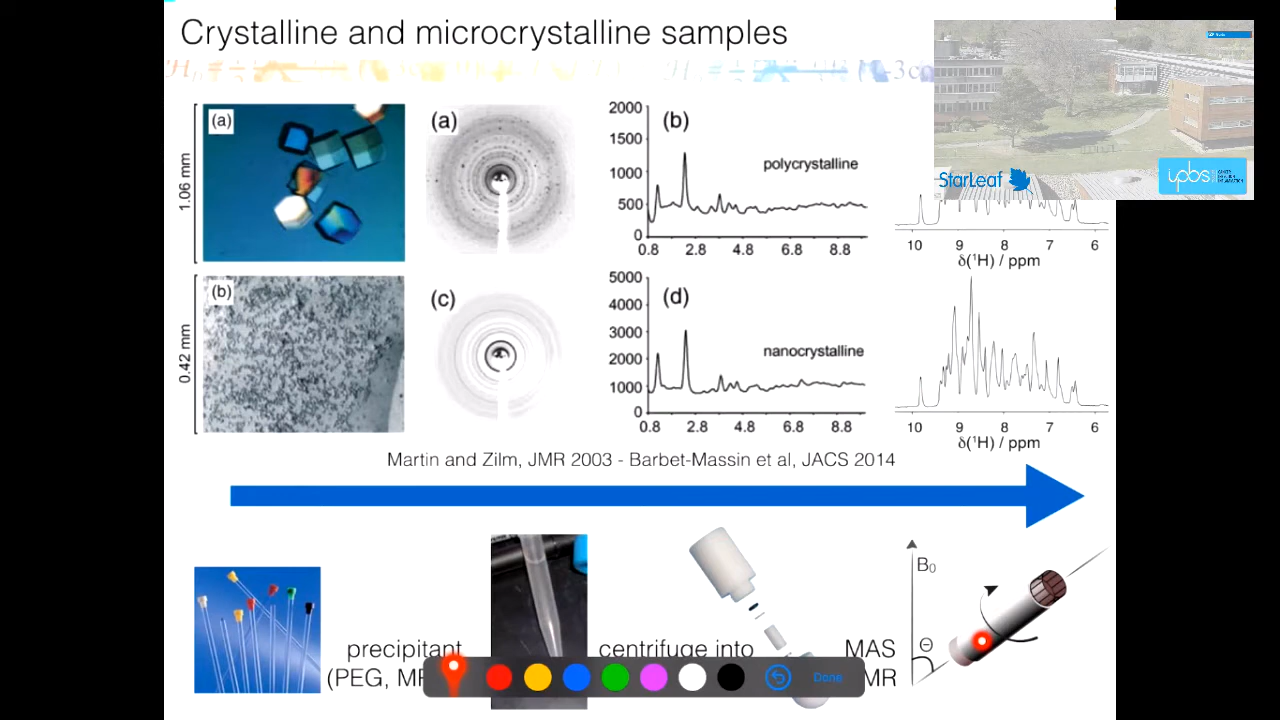 Crystalline and microcrystalline samples
StarLeaf
ipbs
1.06 mm
(a)
(a)
2000
1500
1000
500
0
(b)
polycrystalline
0.8 2.8 4.8 6.8 8.8
10 9 8 7 6
δ(¹H) / ppm
0.42 mm
(b)
(c)
5000
4000
3000
2000
1000
0
(d)
nanocrystalline
0.8 2.8 4.8 6.8 8.8
10 9 8 7 6
δ(¹H) / ppm
Martin and Zilm, JMR 2003 - Barbet-Massin et al, JACS 2014
B₀
Θ
precipitant
(PEG,
centrifuge into
MAS
Done